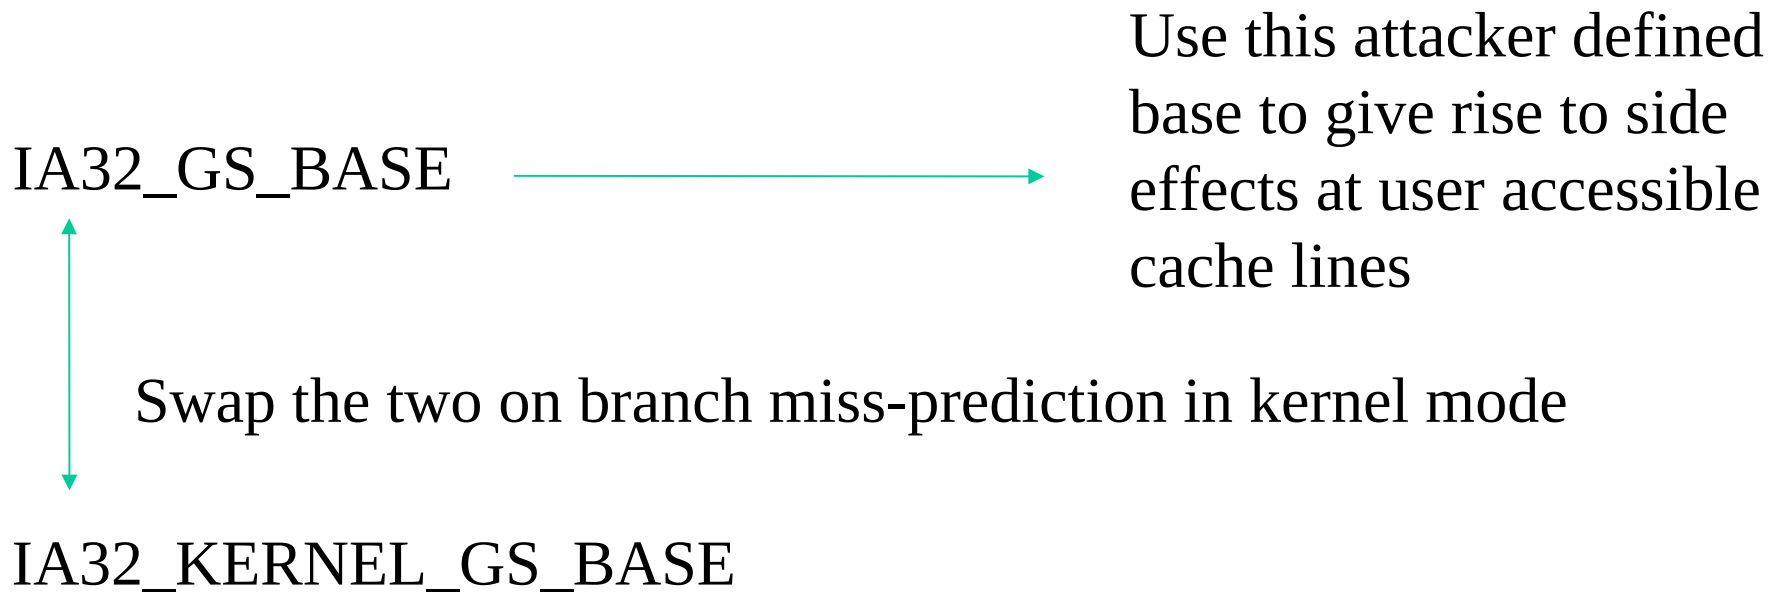 Use this attacker defined
base to give rise to side
effects at user accessible
cache lines
IA32_GS_BASE
Swap the two on branch miss-prediction in kernel mode
IA32_KERNEL_GS_BASE